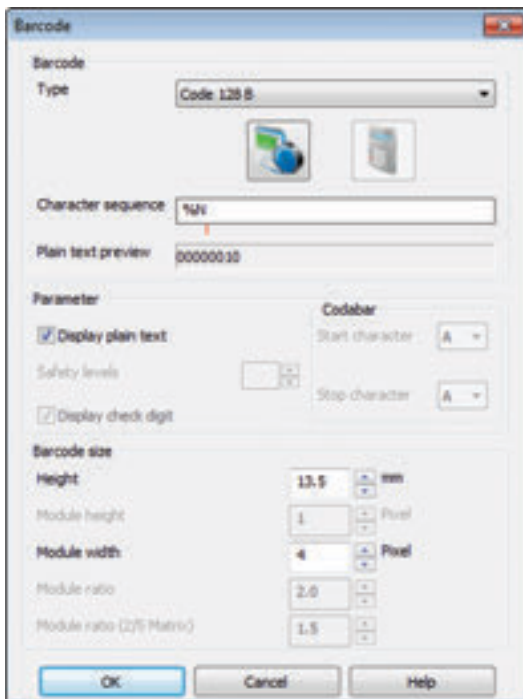 Barcode
Barcode
Type Code 128 B
Character sequence %N
Plain text preview 00000010
Parameter
Codabar
Display plain text
Start character A
Safety levels
Stop character A
Display check digit
Barcode size
Height 13.5 mm
Module height 1 Pixel
Module width 4 Pixel
Module ratio 2.0
Module ratio (2/5 Matrix) 1.5
OK Cancel Help